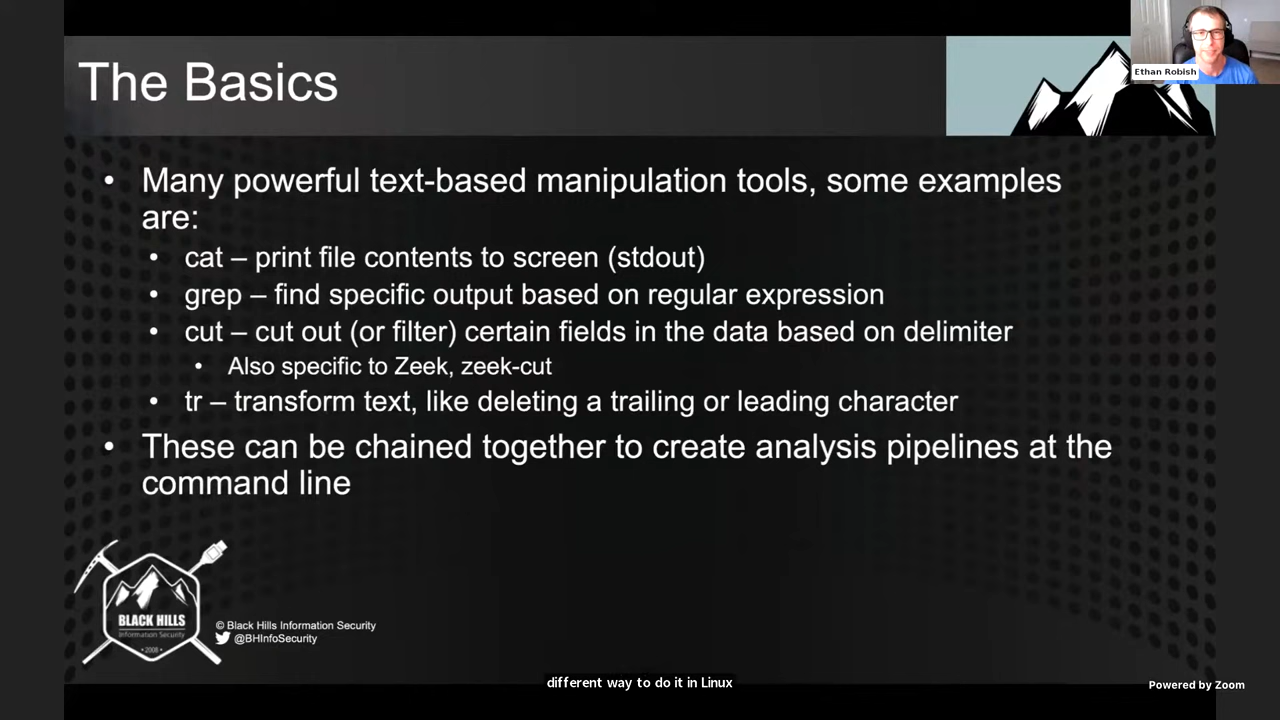 The Basics
Ethan Robish
• Many powerful text-based manipulation tools, some examples
are:
• cat – print file contents to screen (stdout)
• grep – find specific output based on regular expression
• cut – cut out (or filter) certain fields in the data based on delimiter
• Also specific to Zeek, zeek-cut
• tr – transform text, like deleting a trailing or leading character
• These can be chained together to create analysis pipelines at the
command line
BLACK HILLS
Information Security
• 2008 •
© Black Hills Information Security
@BHInfoSecurity
different way to do it in Linux
Powered by Zoom